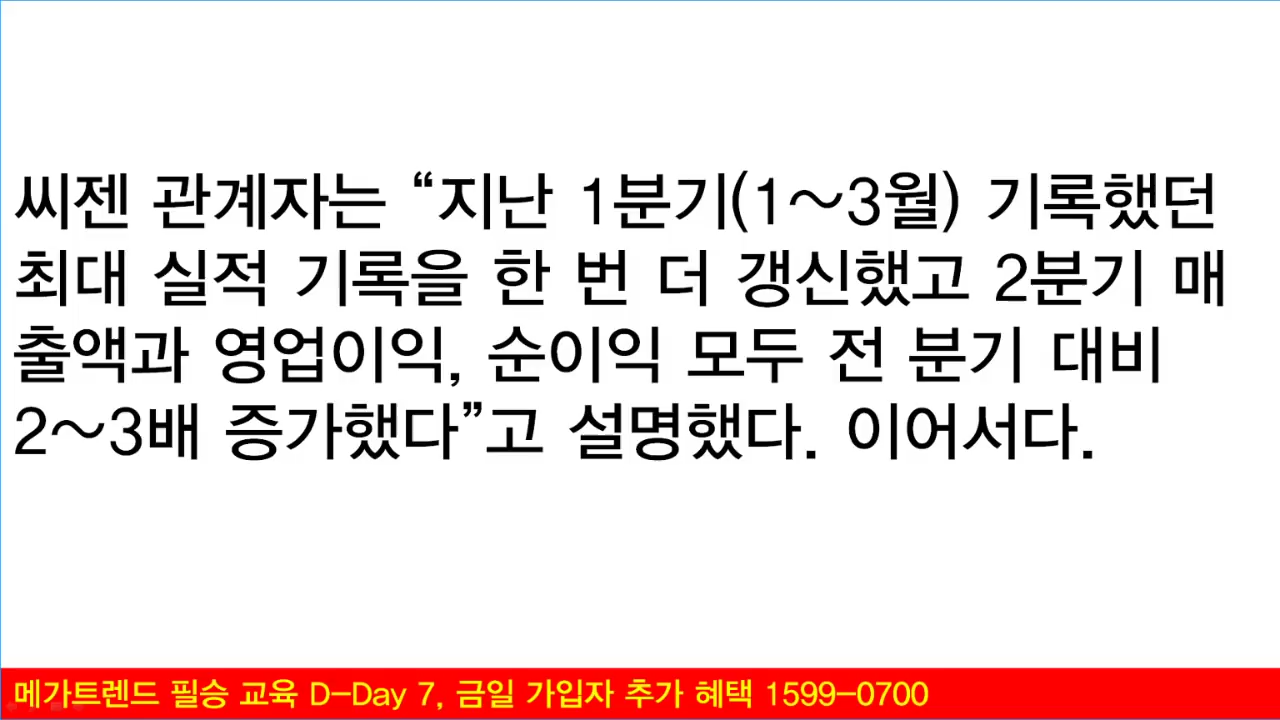 씨젠 관계자는 “지난 1분기(1~3월) 기록했던
최대 실적 기록을 한 번 더 갱신했고 2분기 매
출액과 영업이익, 순이익 모두 전 분기 대비
2~3배 증가했다”고 설명했다. 이어서다.
메가트렌드 필승 교육 D-Day 7, 금일 가입자 추가 혜택 1599-0700